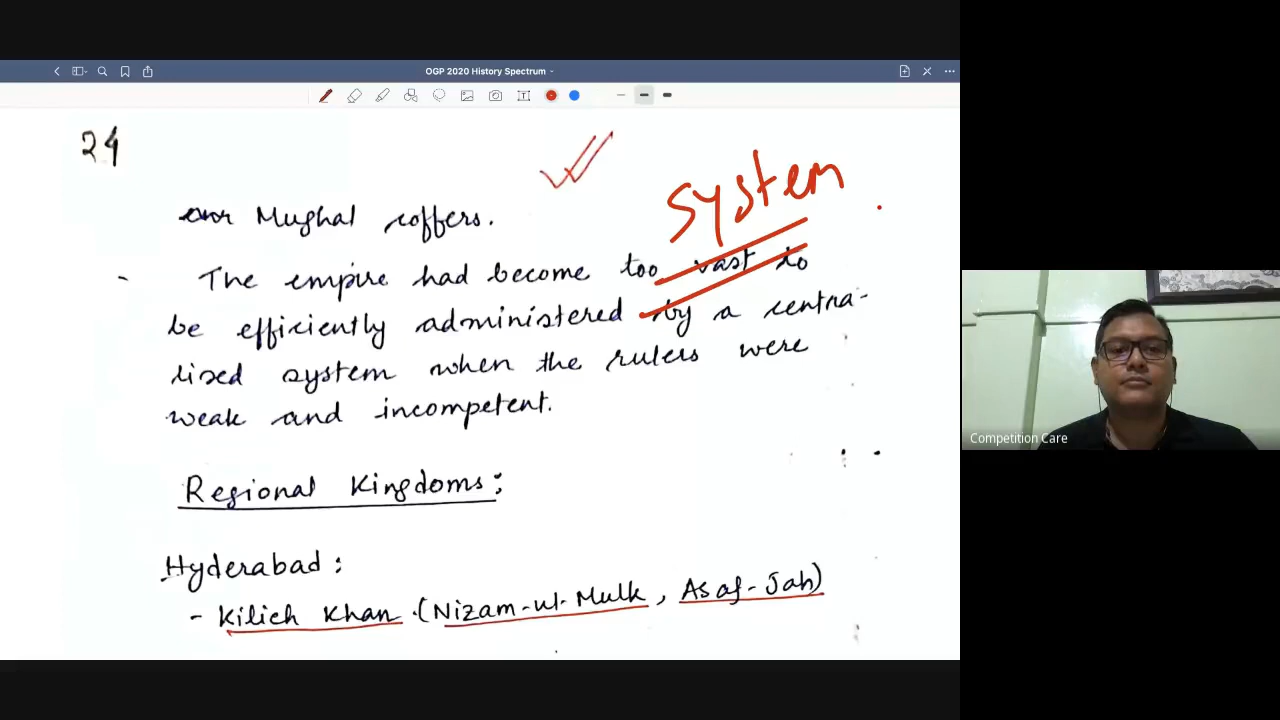 OGP 2020 History Spectrum
24
system
our Mughal coffers.
- The empire had become too vast to
be efficiently administered by a centra-
lized system when the rulers were
weak and incompetent.
Regional Kingdoms:
Hyderabad:
- Kilich Khan (Nizam-ul-Mulk, Asaf-Jah)
Competition Care